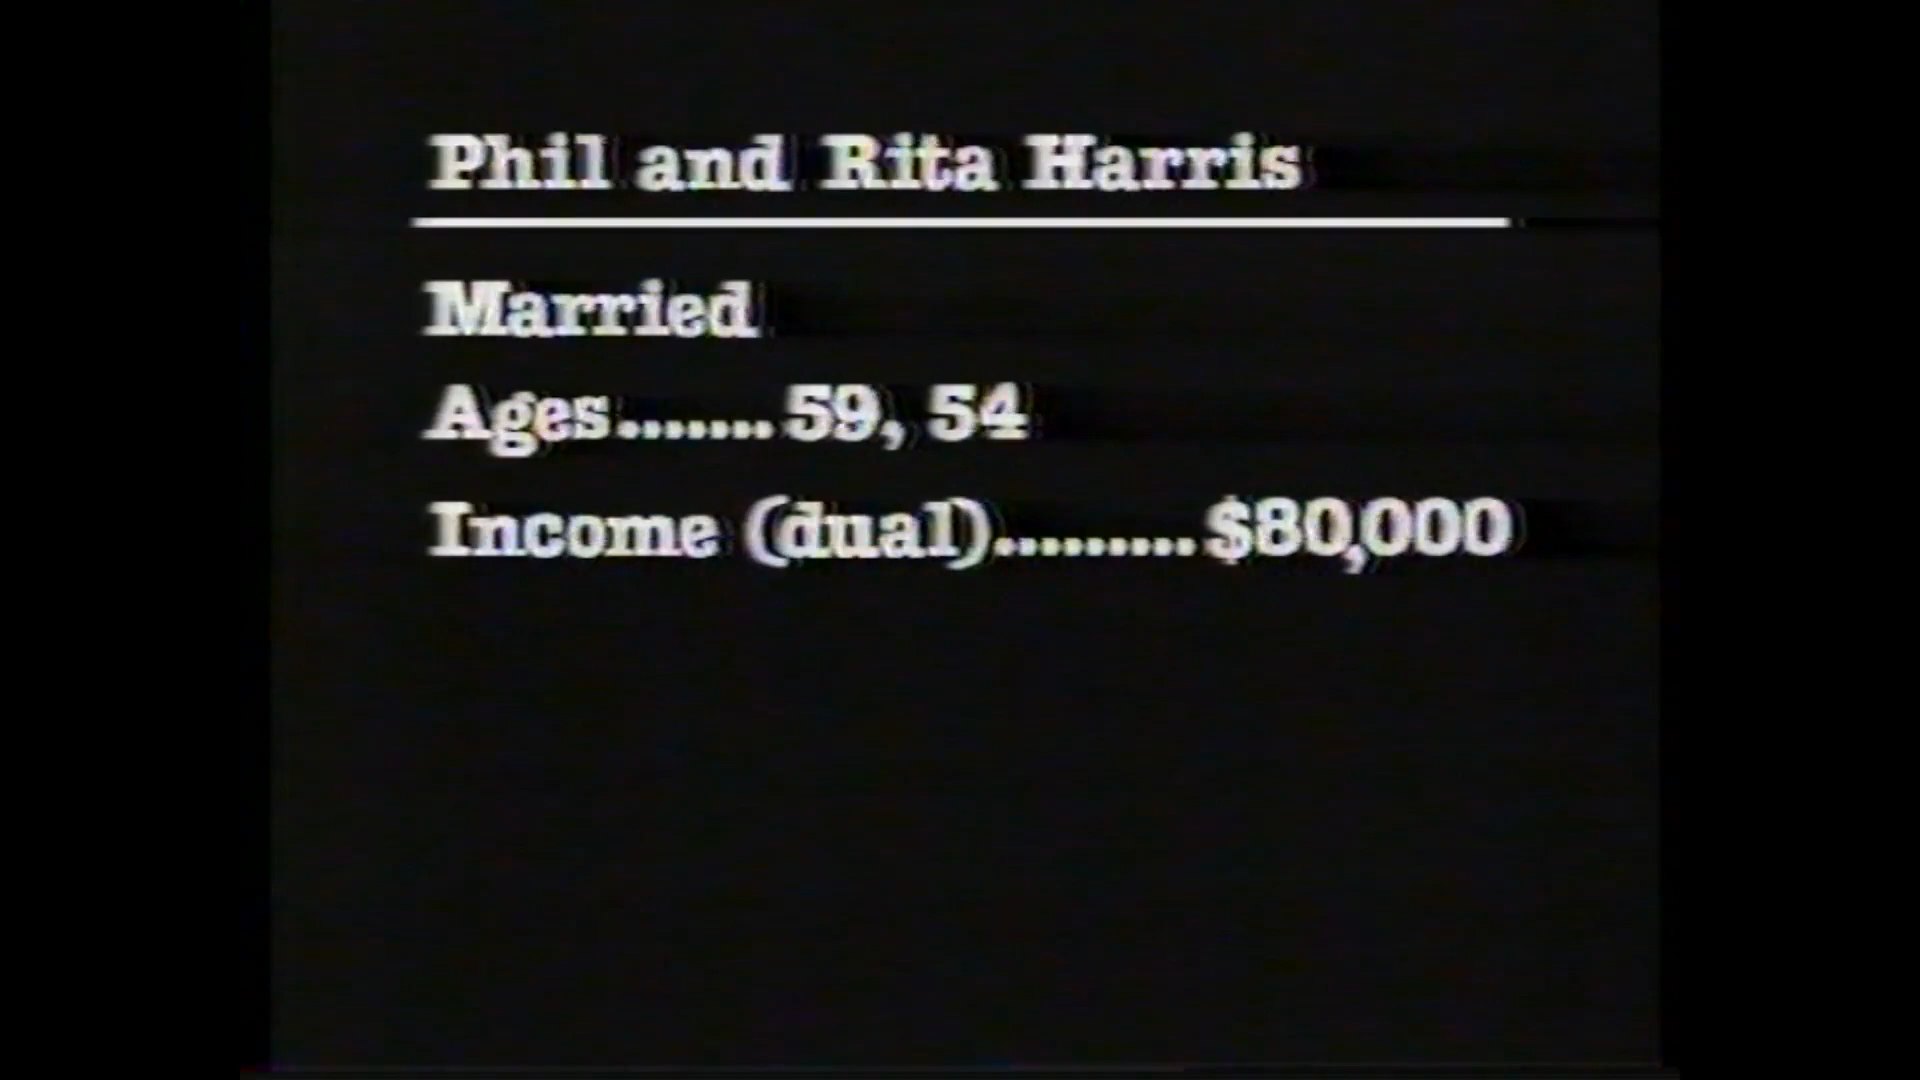 Phil and Rita Harris
Married
Ages.......59, 54
Income (dual).........$80,000